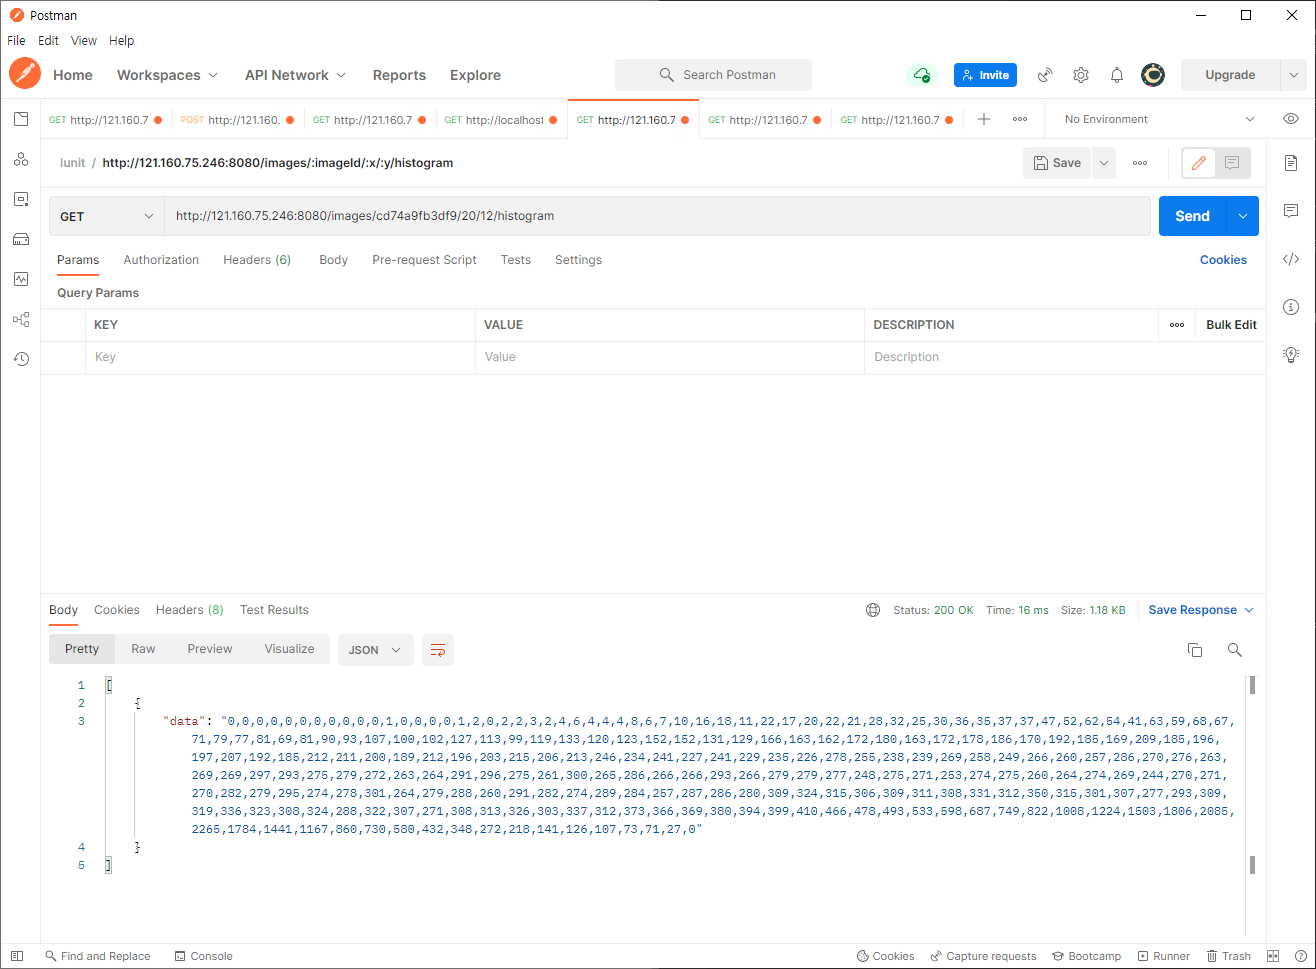 Postman
File Edit View Help
Home Workspaces API Network Reports Explore Search Postman Invite Upgrade
GET http://121.160.7 POST http://121.160. GET http://121.160.7 GET http://localhost GET http://121.160.7 GET http://121.160.7 GET http://121.160.7 No Environment
lunit / http://121.160.75.246:8080/images/:imageId/:x/:y/histogram Save
GET http://121.160.75.246:8080/images/cd74a9fb3df9/20/12/histogram Send
Params Authorization Headers (6) Body Pre-request Script Tests Settings Cookies
Query Params
KEY VALUE DESCRIPTION Bulk Edit
Key Value Description
Body Cookies Headers (8) Test Results Status: 200 OK Time: 16 ms Size: 1.18 KB Save Response
Pretty Raw Preview Visualize JSON
1 [
2 {
3 "data": "0,0,0,0,0,0,0,0,0,0,0,1,0,0,0,0,1,2,0,2,2,3,2,4,6,4,4,4,8,6,7,10,16,18,11,22,17,20,22,21,28,32,25,30,36,35,37,37,47,52,62,54,41,63,59,68,67,
71,79,77,81,69,81,90,93,107,100,102,127,113,99,119,133,120,123,152,152,131,129,166,163,162,172,180,163,172,178,186,170,192,185,169,209,185,196,
197,207,192,185,212,211,200,189,212,196,203,215,206,213,246,234,241,227,241,229,235,226,278,255,238,239,269,258,249,266,260,257,286,270,276,263,
269,269,297,293,275,279,272,263,264,291,296,275,261,300,265,286,266,266,293,266,279,279,277,248,275,271,253,274,275,260,264,274,269,244,270,271,
270,282,279,295,274,278,301,264,279,288,260,291,282,274,289,284,257,287,286,280,309,324,315,306,309,311,308,331,312,350,315,301,307,277,293,309,
319,336,323,308,324,288,322,307,271,308,313,326,303,337,312,373,366,369,380,394,399,410,466,478,493,533,598,687,749,822,1008,1224,1503,1806,2085,
2265,1784,1441,1167,860,730,580,432,348,272,218,141,126,107,73,71,27,0"
4 }
5 ]
Find and Replace Console Cookies Capture requests Bootcamp Runner Trash